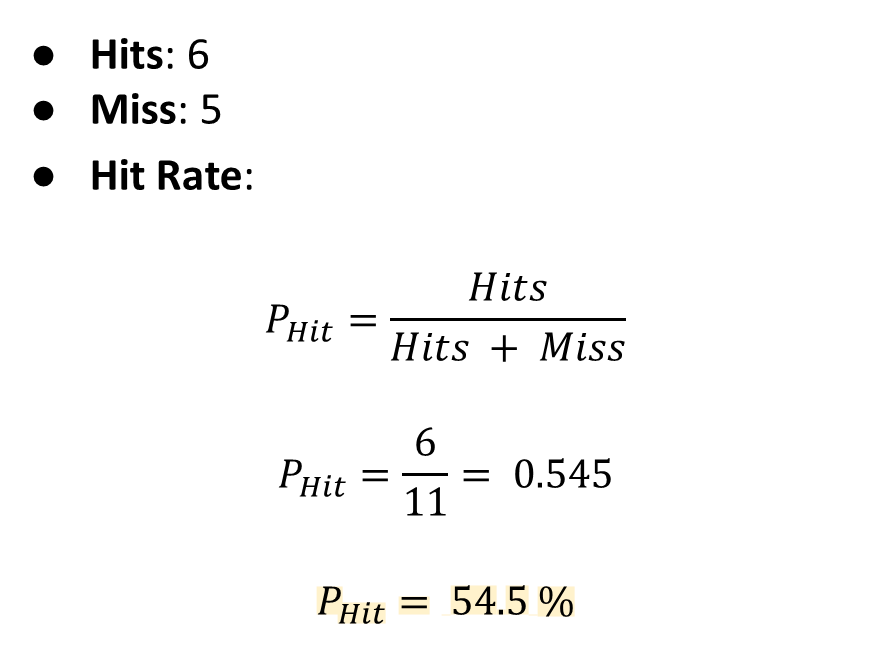 ● Hits: 6
● Miss: 5
● Hit Rate:
P_Hit = Hits / (Hits + Miss)
P_Hit = 6/11 = 0.545
P_Hit = 54.5 %